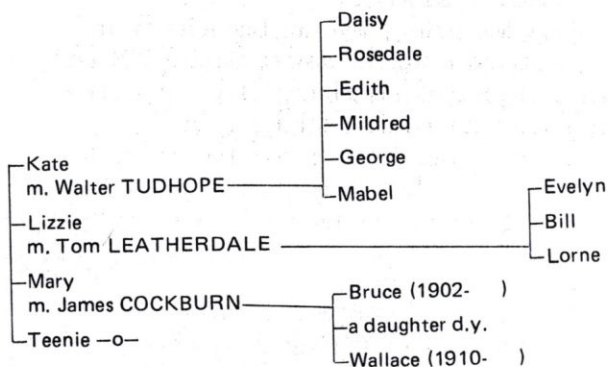 Daisy
Rosedale
Edith
Mildred
George
Mabel
Kate
m. Walter TUDHOPE
Lizzie
m. Tom LEATHERDALE
Evelyn
Bill
Lorne
Mary
m. James COCKBURN
Bruce (1902-    )
a daughter d.y.
Wallace (1910-    )
Teenie —o—